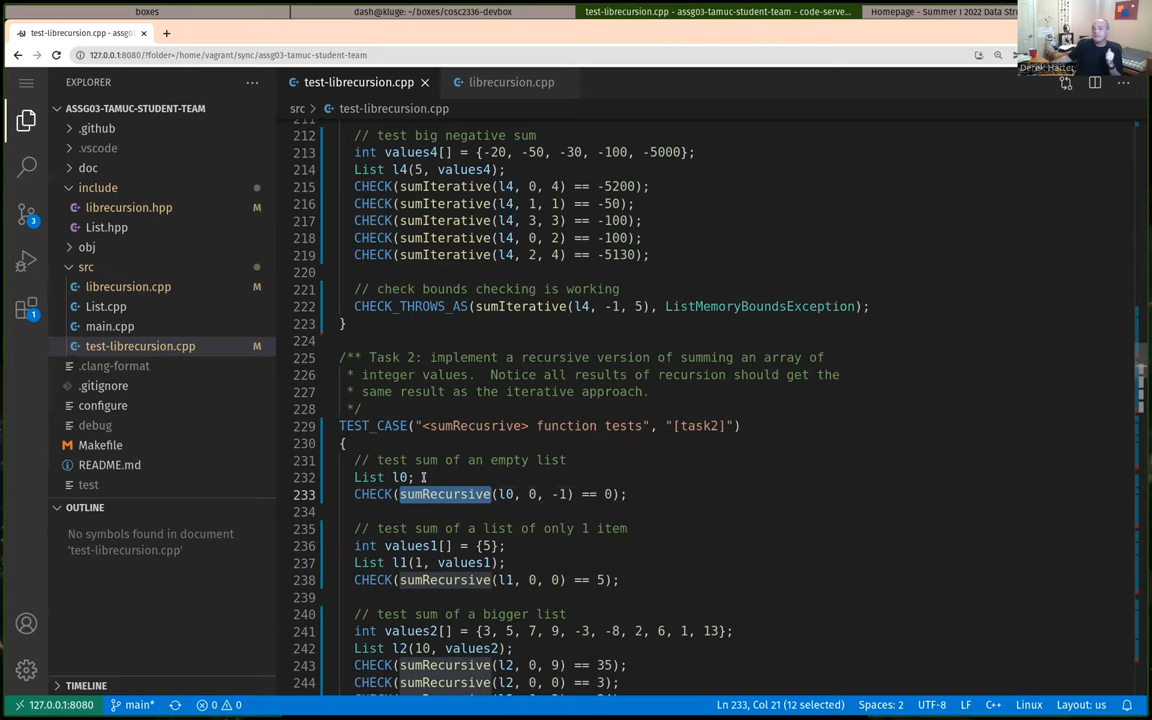 boxes
dash@kluge: ~/boxes/cosc2336-devbox
test-librecursion.cpp - assg03-tamuc-student-team - code-serve...
Homepage - Summer I 2022 Data Str
test-librecursion.cpp - assg
127.0.0.1:8080/?folder=/home/vagrant/sync/assg03-tamuc-student-team
Derek Harter
EXPLORER
test-librecursion.cpp
librecursion.cpp
ASSG03-TAMUC-STUDENT-TEAM
src > test-librecursion.cpp
.github
.vscode
doc
include
librecursion.hpp M
List.hpp
obj
src
librecursion.cpp M
List.cpp
main.cpp
test-librecursion.cpp M
.clang-format
.gitignore
configure
debug
Makefile
README.md
test
OUTLINE
No symbols found in document
'test-librecursion.cpp'
TIMELINE
3
1
211
212 // test big negative sum
213 int values4[] = {-20, -50, -30, -100, -5000};
214 List l4(5, values4);
215 CHECK(sumIterative(l4, 0, 4) == -5200);
216 CHECK(sumIterative(l4, 1, 1) == -50);
217 CHECK(sumIterative(l4, 3, 3) == -100);
218 CHECK(sumIterative(l4, 0, 2) == -100);
219 CHECK(sumIterative(l4, 2, 4) == -5130);
220
221 // check bounds checking is working
222 CHECK_THROWS_AS(sumIterative(l4, -1, 5), ListMemoryBoundsException);
223 }
224
225 /** Task 2: implement a recursive version of summing an array of
226 * integer values. Notice all results of recursion should get the
227 * same result as the iterative approach.
228 */
229 TEST_CASE("<sumRecusrive> function tests", "[task2]")
230 {
231 // test sum of an empty list
232 List l0;
233 CHECK(sumRecursive(l0, 0, -1) == 0);
234
235 // test sum of a list of only 1 item
236 int values1[] = {5};
237 List l1(1, values1);
238 CHECK(sumRecursive(l1, 0, 0) == 5);
239
240 // test sum of a bigger list
241 int values2[] = {3, 5, 7, 9, -3, -8, 2, 6, 1, 13};
242 List l2(10, values2);
243 CHECK(sumRecursive(l2, 0, 9) == 35);
244 CHECK(sumRecursive(l2, 0, 0) == 3);
127.0.0.1:8080 main* 0 0 Ln 233, Col 21 (12 selected) Spaces: 2 UTF-8 LF C++ Linux Layout: us